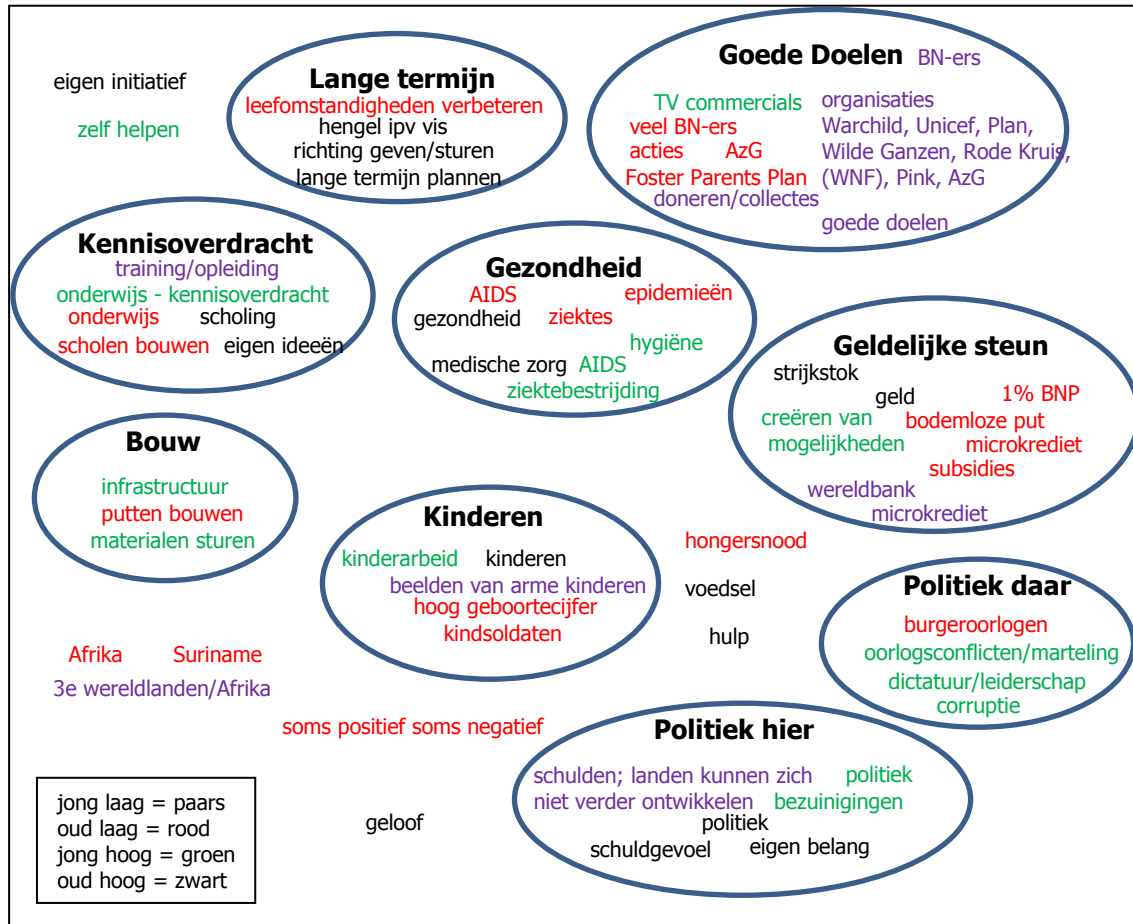 eigen initiatief
zelf helpen
Lange termijn
leefomstandigheden verbeteren
hengel ipv vis
richting geven/sturen
lange termijn plannen
Goede Doelen
BN-ers
TV commercials
veel BN-ers
acties AzG
Foster Parents Plan
doneren/collectes
organisaties
Warchild, Unicef, Plan,
Wilde Ganzen, Rode Kruis,
(WNF), Pink, AzG
goede doelen
Kennisoverdracht
training/opleiding
onderwijs - kennisoverdracht
onderwijs scholing
scholen bouwen eigen ideeën
Gezondheid
AIDS epidemieën
gezondheid ziektes
hygiëne
medische zorg AIDS
ziektebestrijding
Geldelijke steun
strijkstok
geld 1% BNP
creëren van
mogelijkheden
bodemloze put
microkrediet
subsidies
wereldbank
microkrediet
Bouw
infrastructuur
putten bouwen
materialen sturen
Kinderen
kinderarbeid kinderen
beelden van arme kinderen
hoog geboortecijfer
kindsoldaten
hongersnood
voedsel
hulp
Politiek daar
burgeroorlogen
oorlogsconflicten/marteling
dictatuur/leiderschap
corruptie
Afrika Suriname
3e wereldlanden/Afrika
soms positief soms negatief
Politiek hier
schulden; landen kunnen zich
niet verder ontwikkelen
politiek
bezuinigingen
politiek
schuldgevoel eigen belang
geloof
jong laag = paars
oud laag = rood
jong hoog = groen
oud hoog = zwart